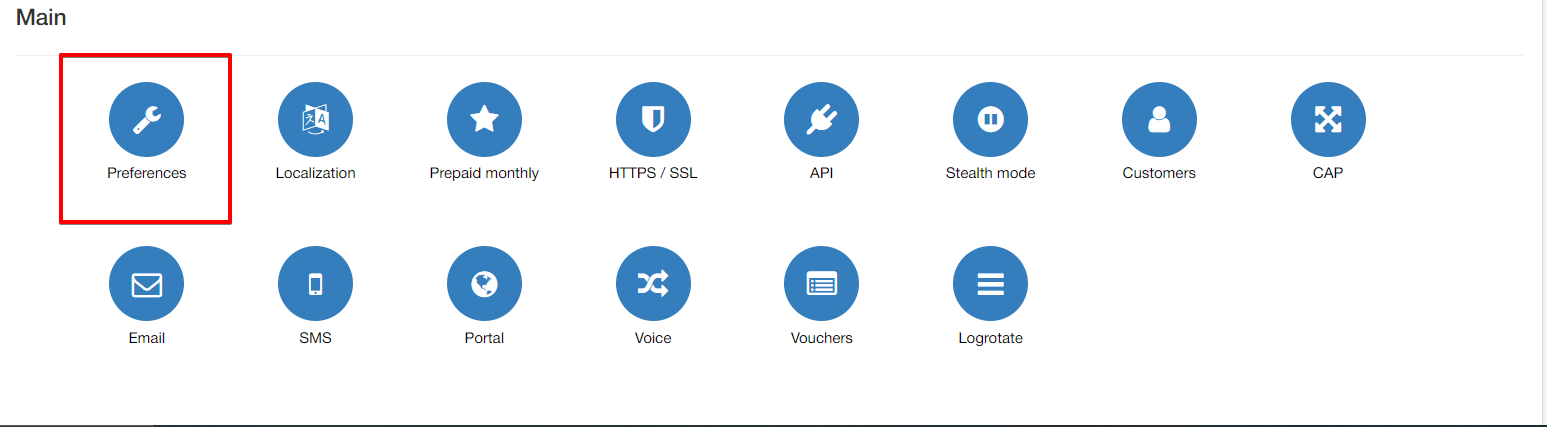 Main
Preferences
Localization
Prepaid monthly
HTTPS / SSL
API
Stealth mode
Customers
CAP
Email
SMS
Portal
Voice
Vouchers
Logrotate